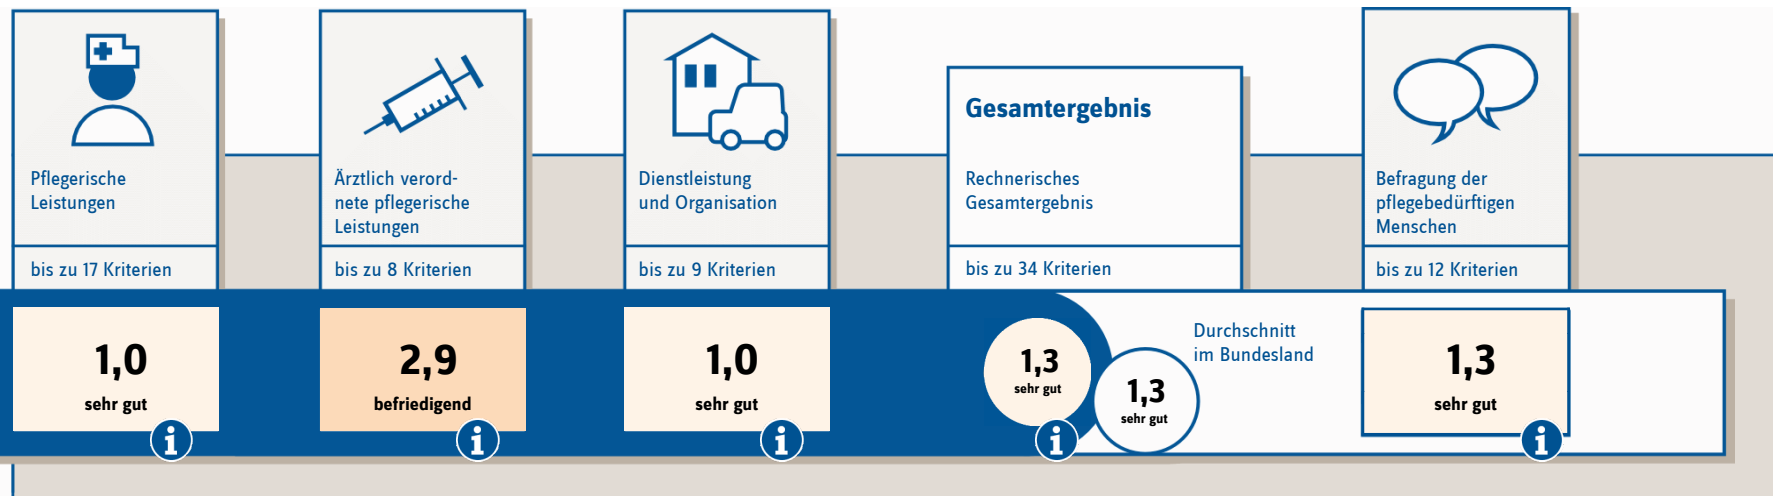 Pflegerische
Leistungen
bis zu 17 Kriterien
1,0
sehr gut
Ärztlich verord-
nete pflegerische
Leistungen
bis zu 8 Kriterien
2,9
befriedigend
Dienstleistung
und Organisation
bis zu 9 Kriterien
1,0
sehr gut
Gesamtergebnis
Rechnerisches
Gesamtergebnis
bis zu 34 Kriterien
1,3
sehr gut
Durchschnitt
im Bundesland
1,3
sehr gut
Befragung der
pflegebedürftigen
Menschen
bis zu 12 Kriterien
1,3
sehr gut